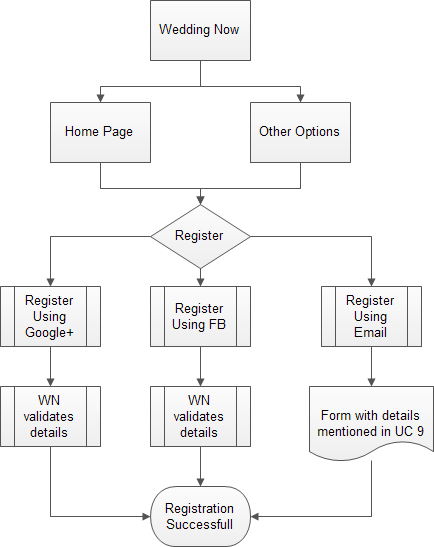 Wedding Now
Home Page
Other Options
Register
Register
Using
Google+
Register
Using FB
Register
Using
Email
WN
validates
details
WN
validates
details
Form with details
mentioned in UC 9
Registration
Successfull